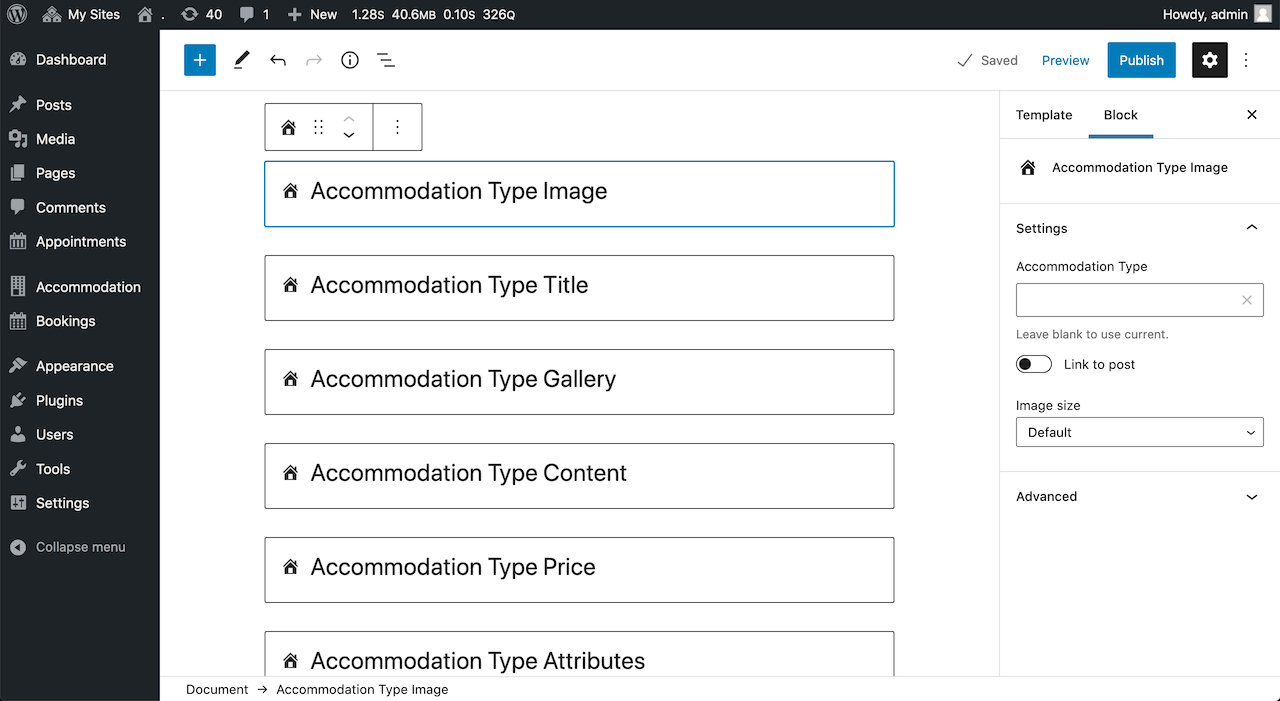 My Sites . 40 1 New 1.28s 40.6MB 0.10s 326Q Howdy, admin
Dashboard
Posts
Media
Pages
Comments
Appointments
Accommodation
Bookings
Appearance
Plugins
Users
Tools
Settings
Collapse menu
Saved Preview Publish
Accommodation Type Image
Accommodation Type Title
Accommodation Type Gallery
Accommodation Type Content
Accommodation Type Price
Accommodation Type Attributes
Template Block
Accommodation Type Image
Settings
Accommodation Type
Leave blank to use current.
Link to post
Image size
Default
Advanced
Document → Accommodation Type Image